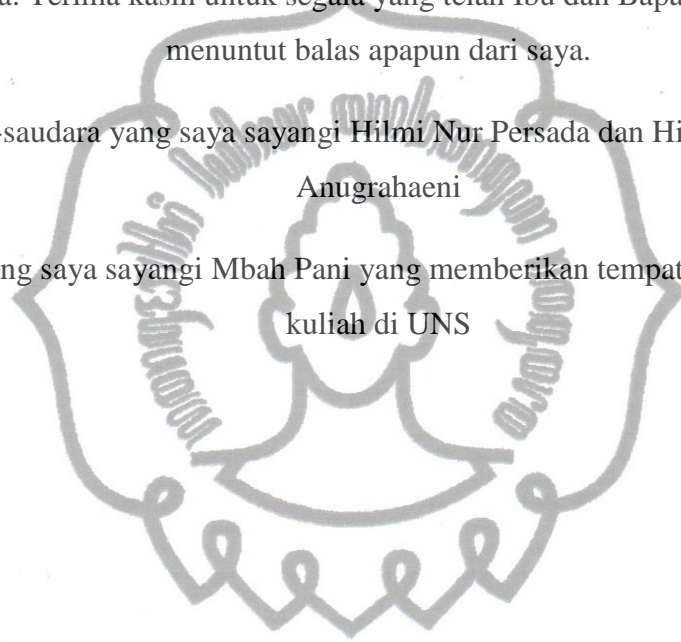 a. Terima kasih untuk segala yang telah Ibu dan Bapa
menuntut balas apapun dari saya.
-saudara yang saya sayangi Hilmi Nur Persada dan Hi
Anugrahaeni
ng saya sayangi Mbah Pani yang memberikan tempat
kuliah di UNS